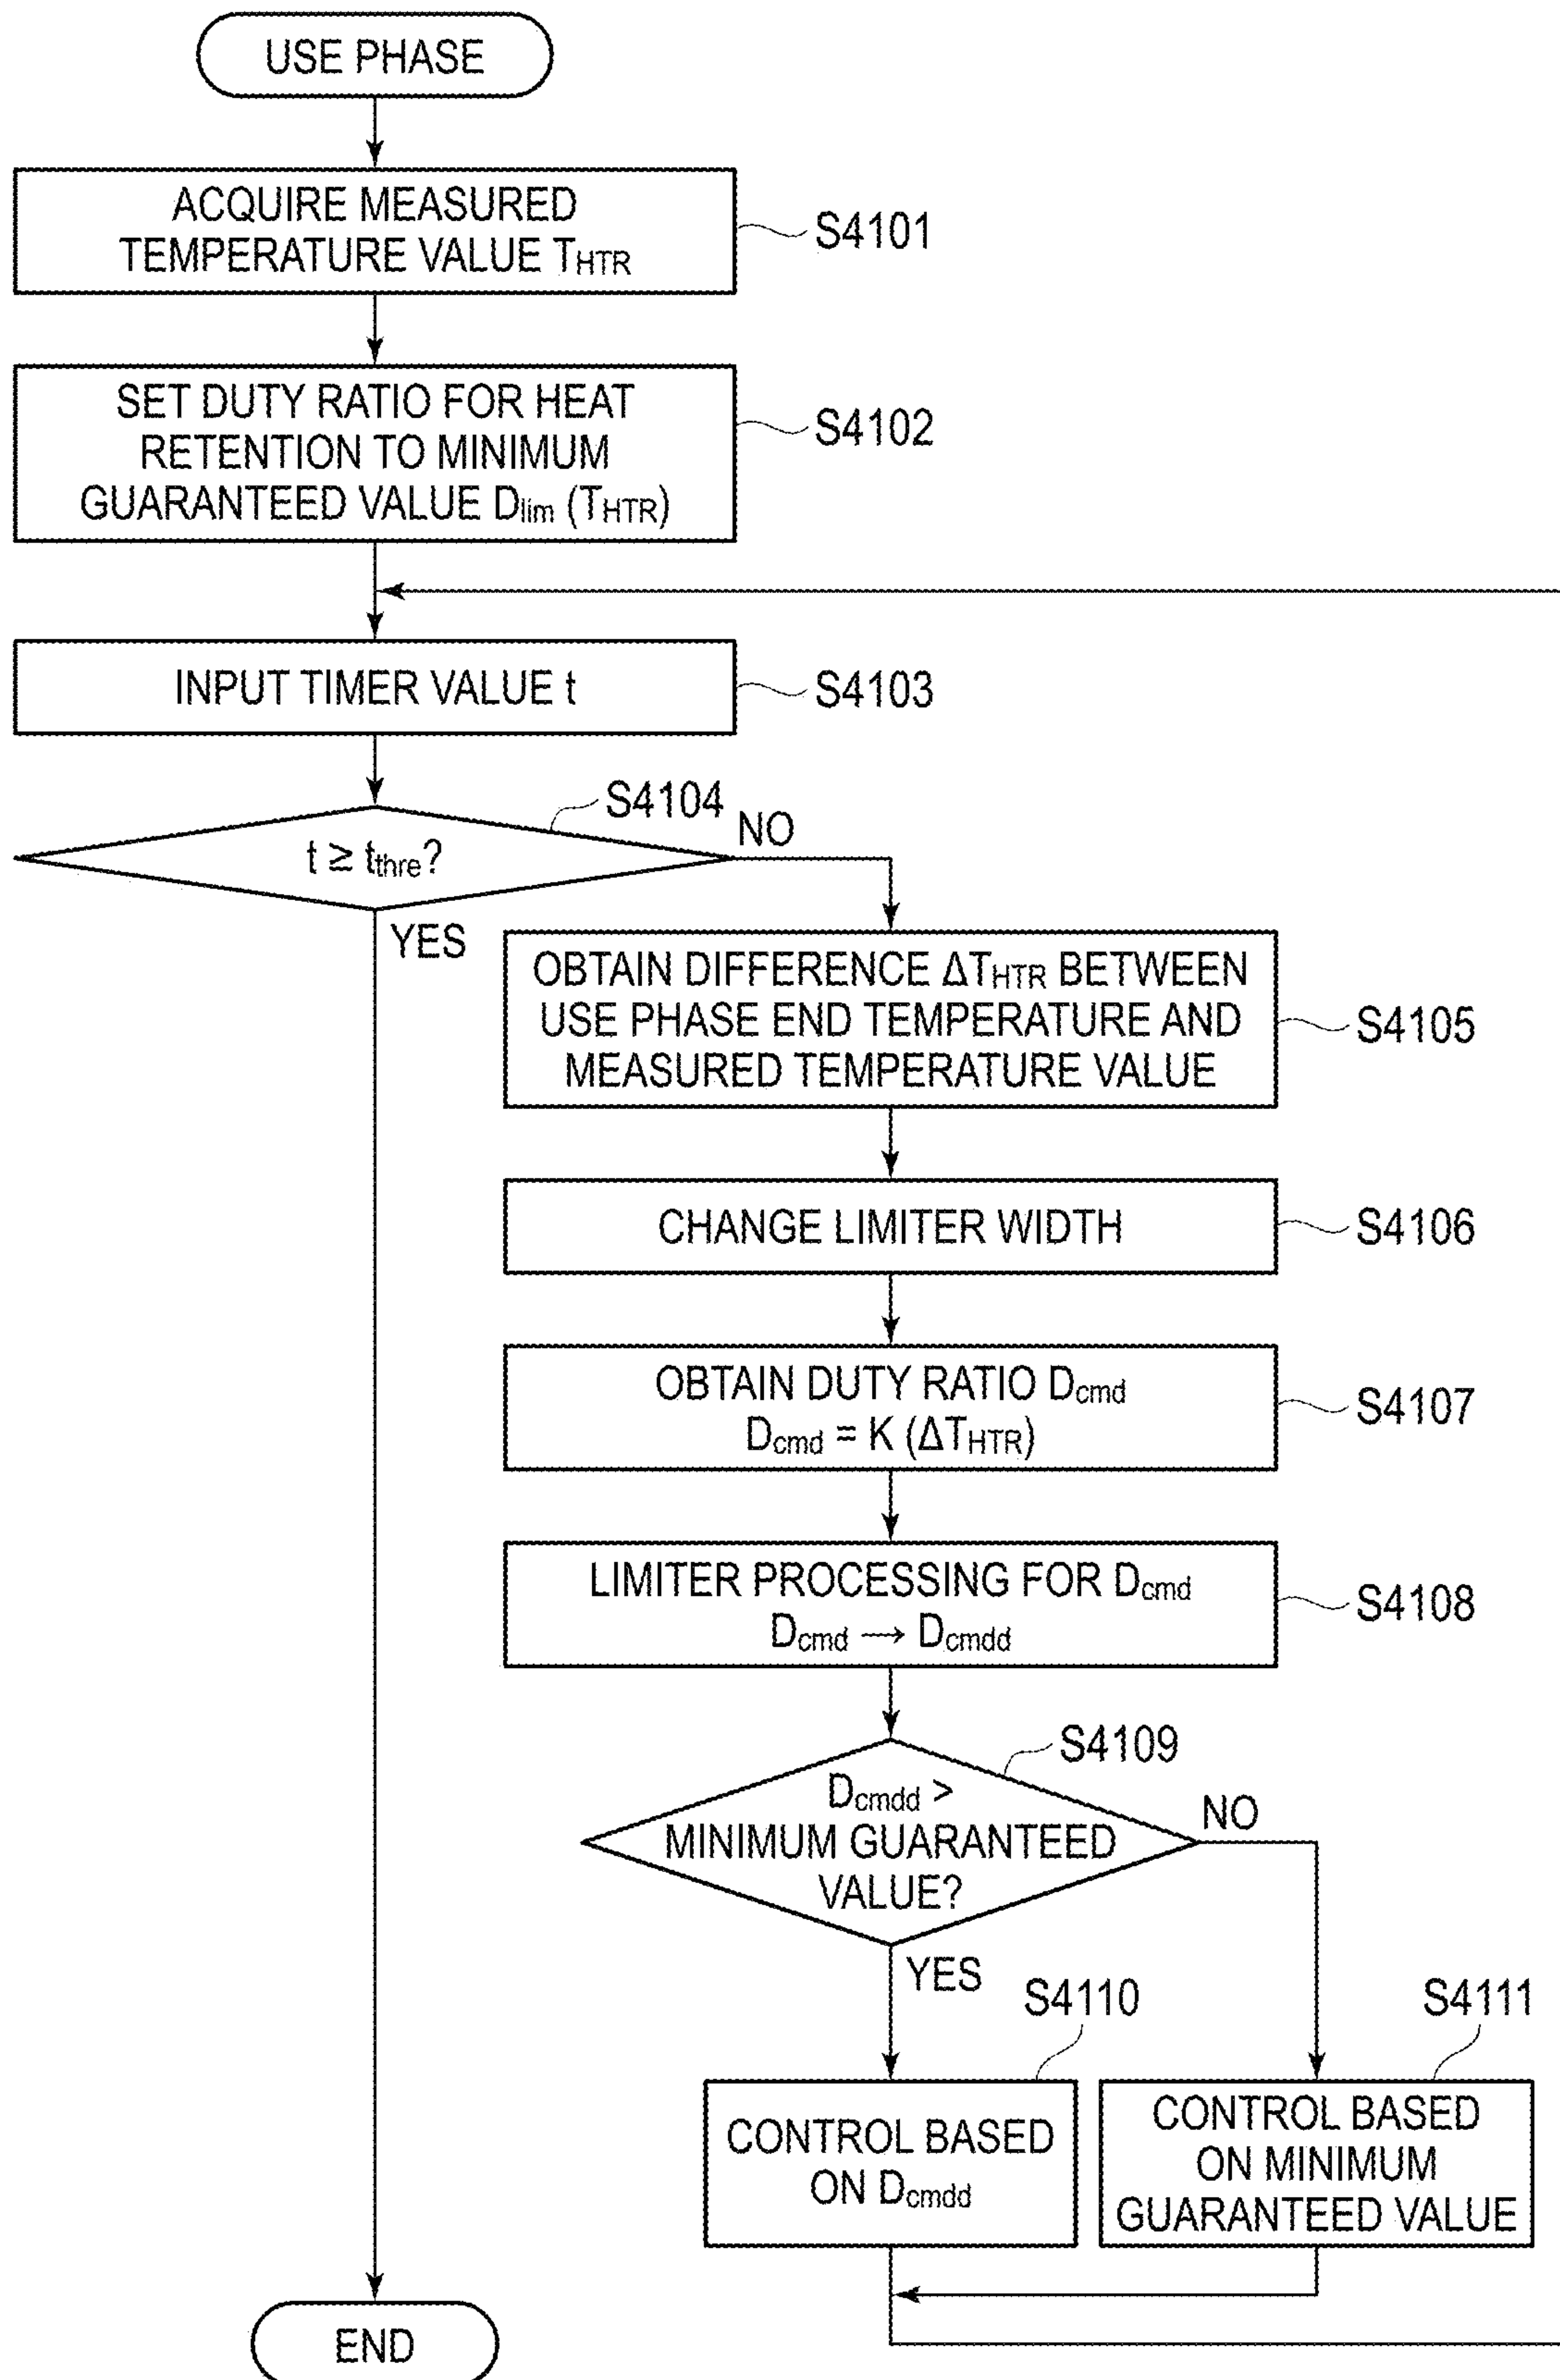 USE PHASE
ACQUIRE MEASURED
TEMPERATURE VALUE THTR
S4101
SET DUTY RATIO FOR HEAT
RETENTION TO MINIMUM
GUARANTEED VALUE Dlim (THTR)
S4102
INPUT TIMER VALUE t
S4103
S4104
t ≥ tthre?
NO
YES
OBTAIN DIFFERENCE ΔTHTR BETWEEN
USE PHASE END TEMPERATURE AND
MEASURED TEMPERATURE VALUE
S4105
CHANGE LIMITER WIDTH
S4106
OBTAIN DUTY RATIO Dcmd
Dcmd = K (ΔTHTR)
S4107
LIMITER PROCESSING FOR Dcmd
Dcmd → Dcmdd
S4108
S4109
Dcmdd >
MINIMUM GUARANTEED
VALUE?
NO
YES
S4110
S4111
CONTROL BASED
ON Dcmdd
CONTROL BASED
ON MINIMUM
GUARANTEED VALUE
END